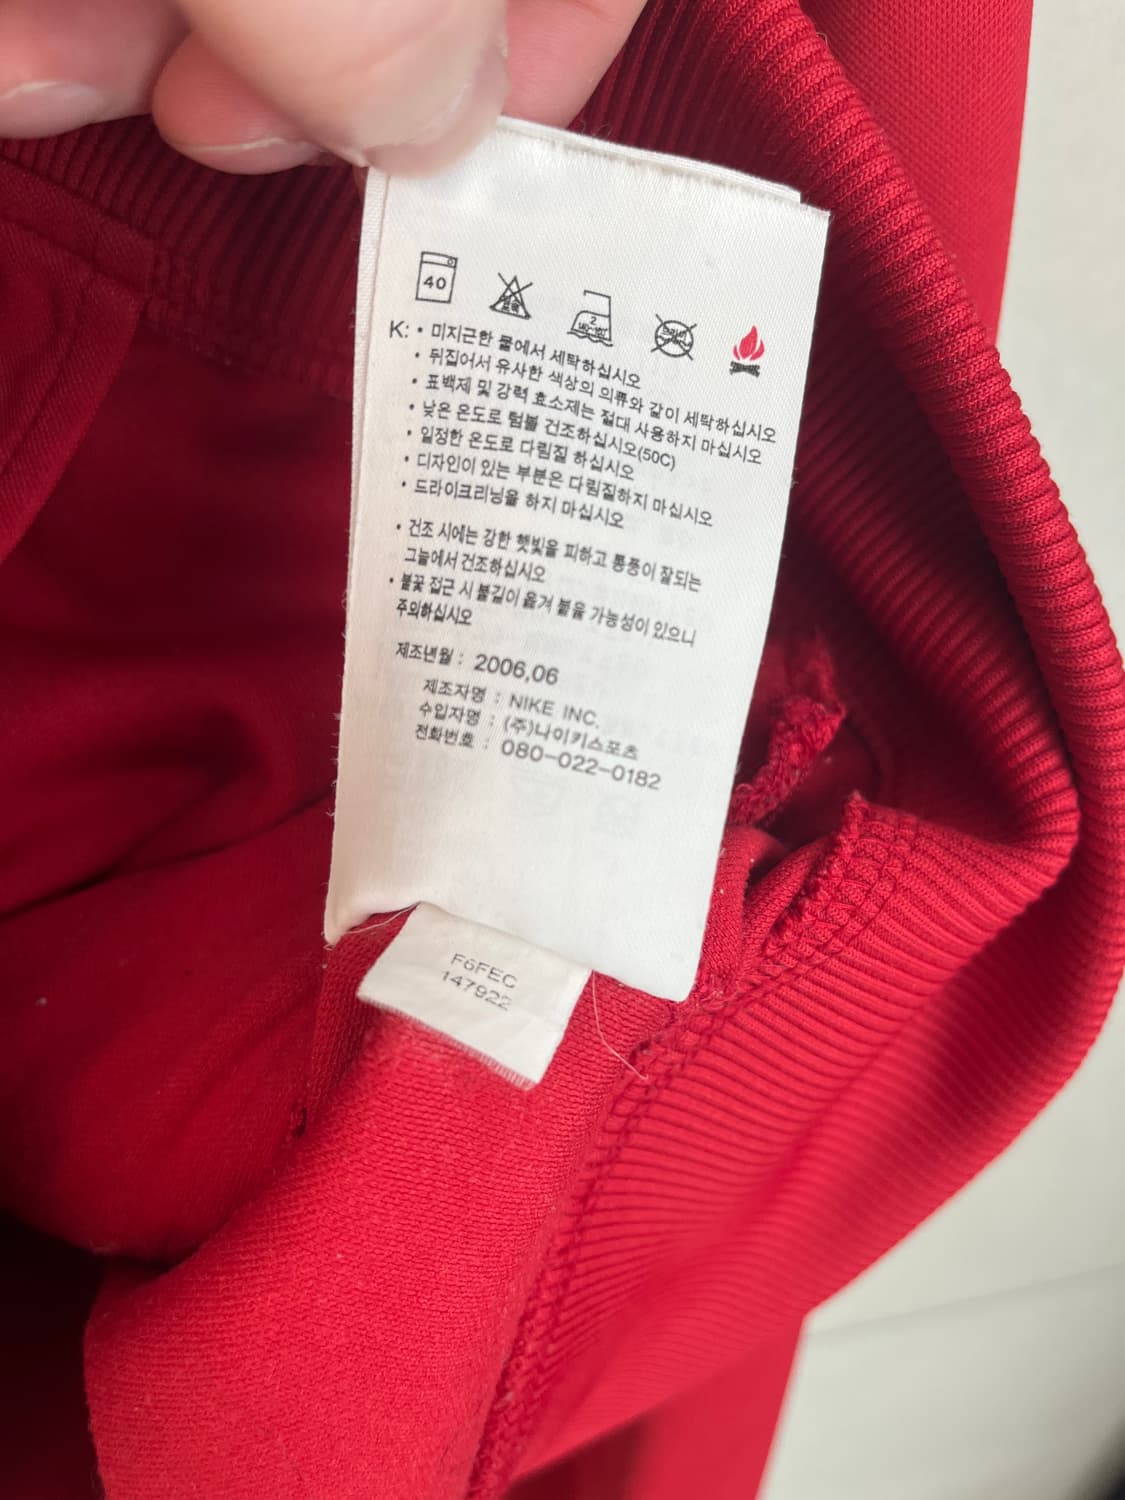 40
표백
2
140-160˚
드라이
K: • 미지근한 물에서 세탁하십시오
• 뒤집어서 유사한 색상의 의류와 같이 세탁하십시오
• 표백제 및 강력 효소제는 절대 사용하지 마십시오
• 낮은 온도로 텀블 건조하십시오(50C)
• 일정한 온도로 다림질 하십시오
• 디자인이 있는 부분은 다림질하지 마십시오
• 드라이크리닝을 하지 마십시오
• 건조 시에는 강한 햇빛을 피하고 통풍이 잘되는
그늘에서 건조하십시오
• 불꽃 접근 시 불길이 옮겨 붙을 가능성이 있으니
주의하십시오
제조년월 : 2006,06
제조자명 : NIKE INC.
수입자명 : (주)나이키스포츠
전화번호 : 080-022-0182
F6FEC
147922